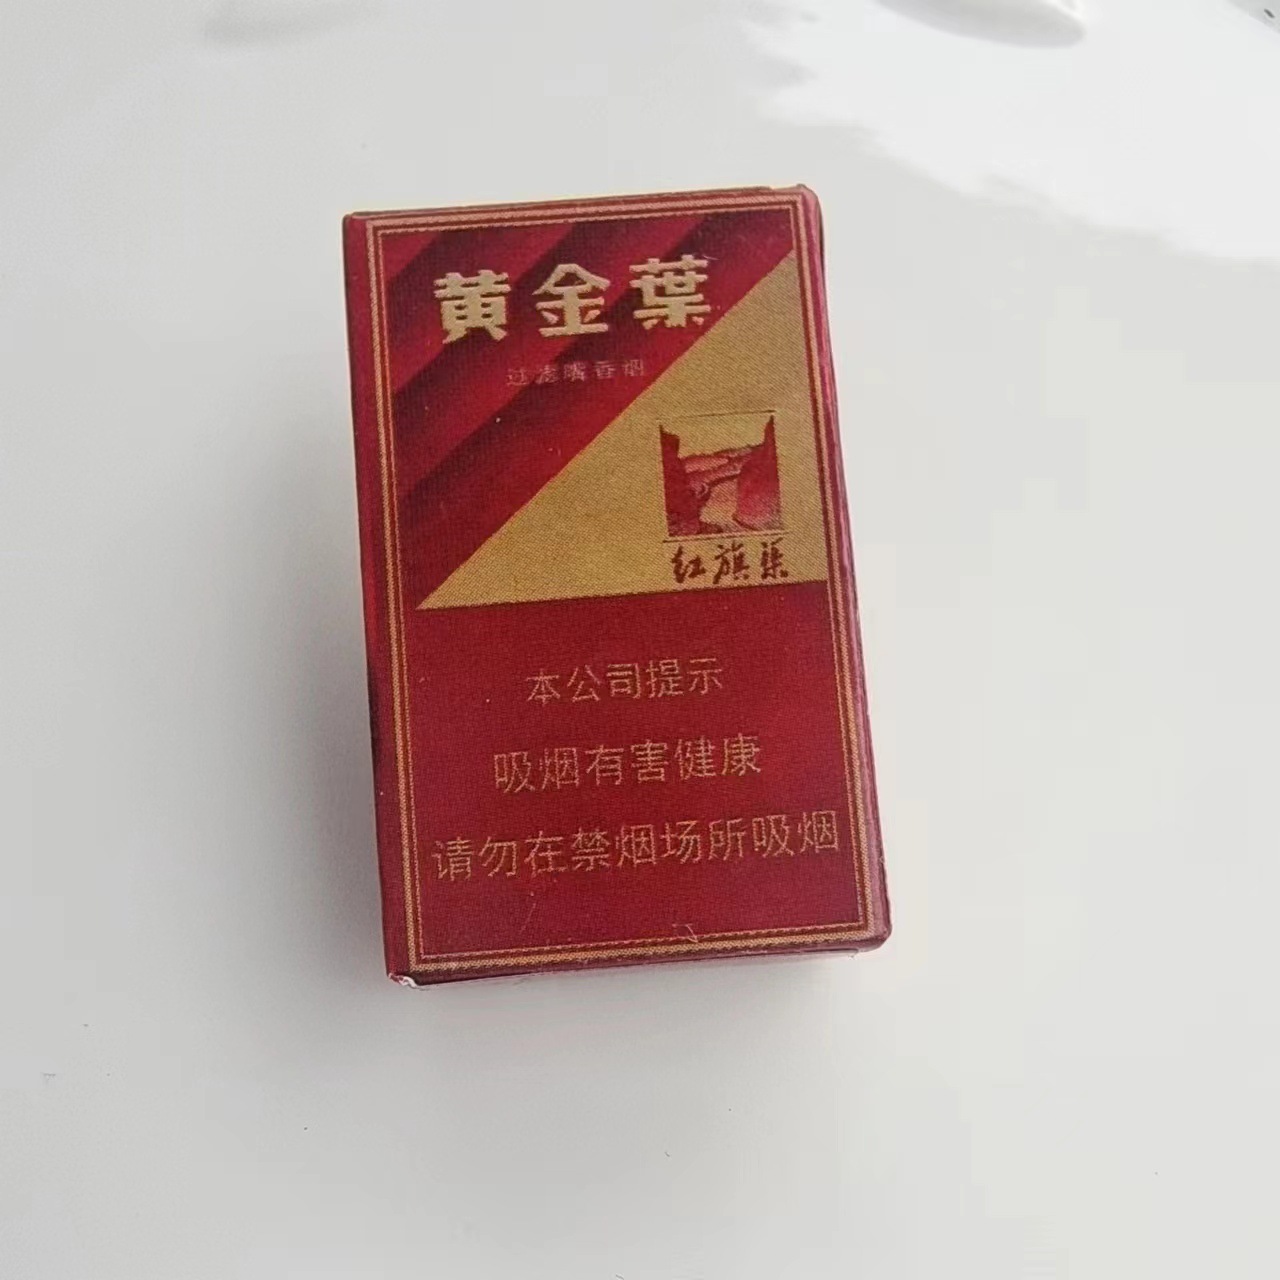 黄金葉
过滤嘴香烟
红旗渠
本公司提示
吸烟有害健康
请勿在禁烟场所吸烟